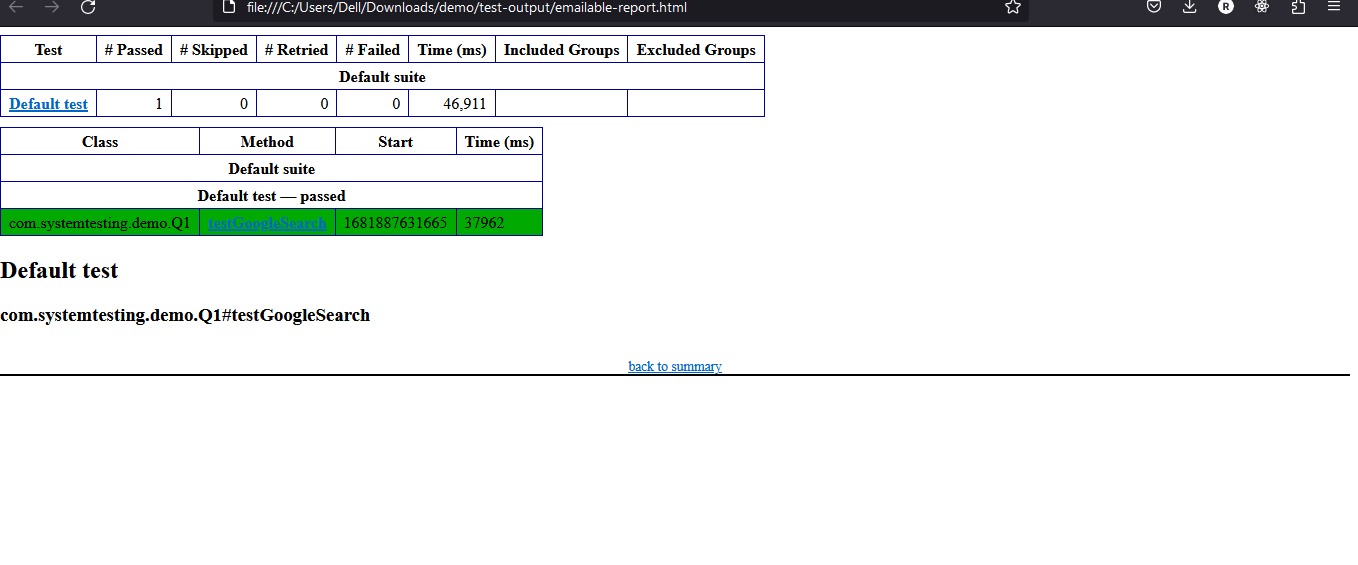 file:///C:/Users/Dell/Downloads/demo/test-output/emailable-report.html
R
Test # Passed # Skipped # Retried # Failed Time (ms) Included Groups Excluded Groups
Default suite
Default test 1 0 0 0 46,911
Class Method Start Time (ms)
Default suite
Default test — passed
com.systemtesting.demo.Q1 testGoogleSearch 1681887631665 37962
Default test
com.systemtesting.demo.Q1#testGoogleSearch
back to summary